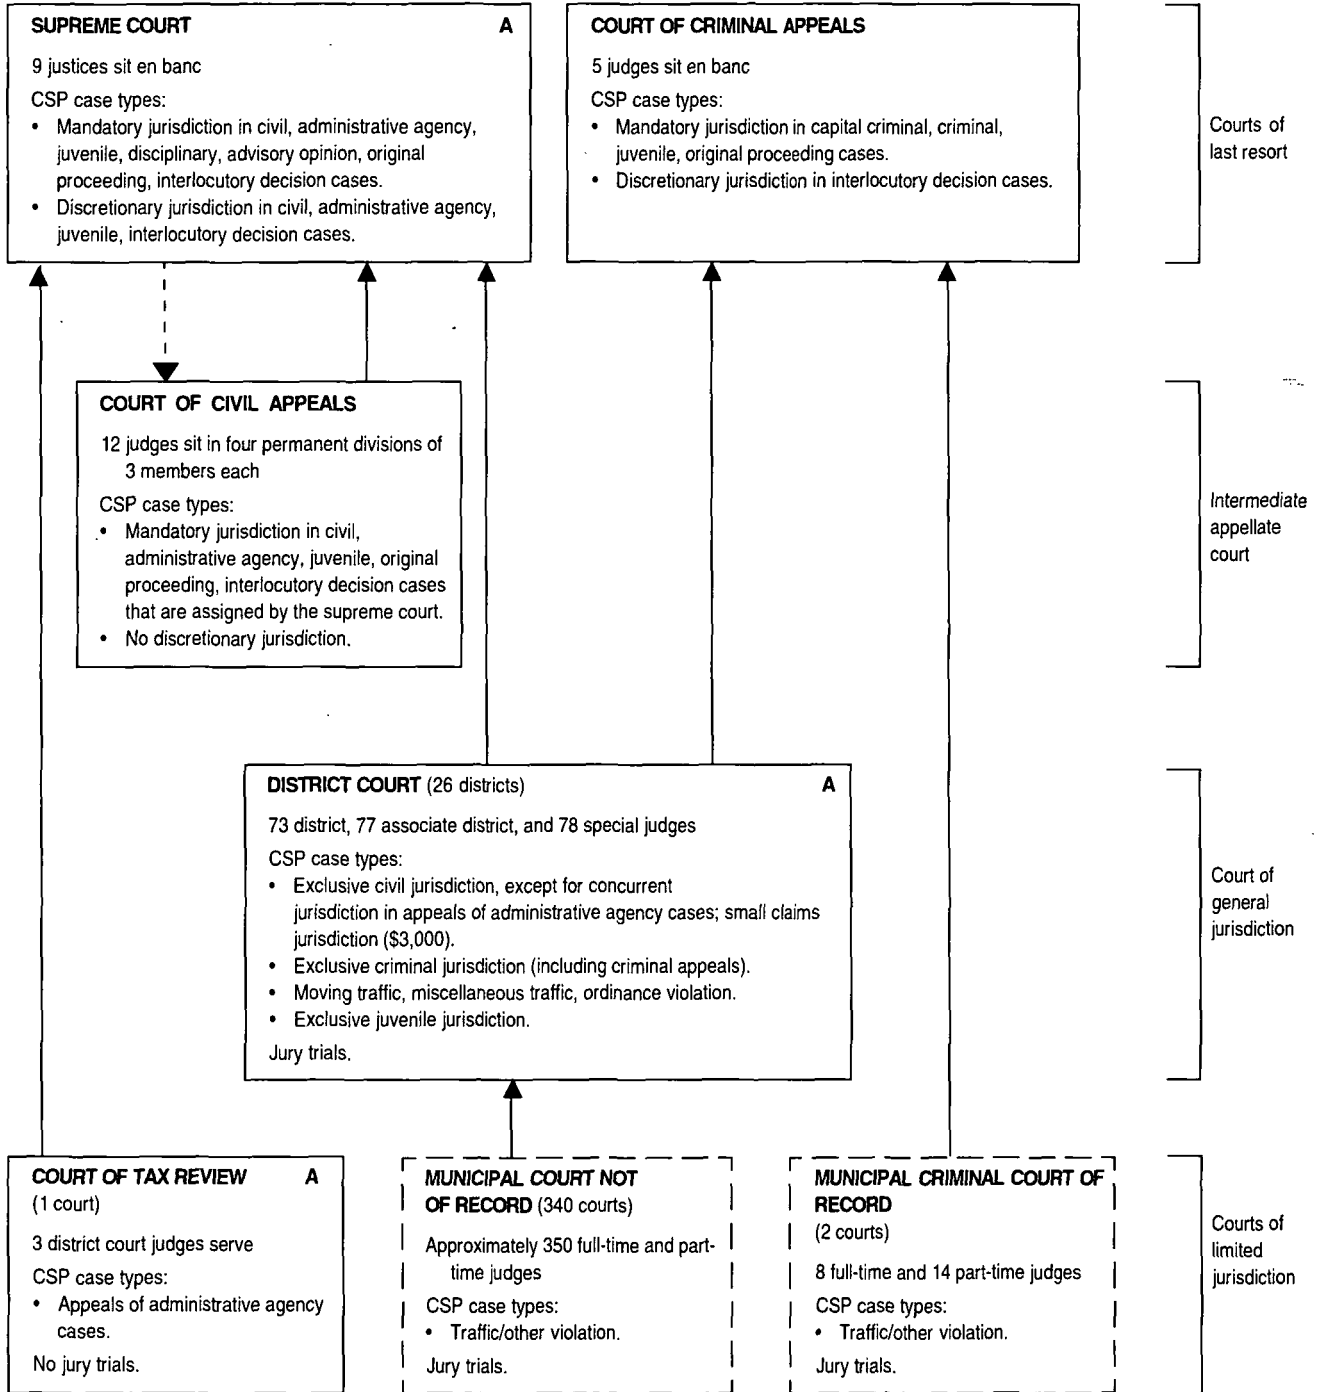 SUPREME COURT A
9 justices sit en banc
CSP case types:
• Mandatory jurisdiction in civil, administrative agency,
juvenile, disciplinary, advisory opinion, original
proceeding, interlocutory decision cases.
• Discretionary jurisdiction in civil, administrative agency,
juvenile, interlocutory decision cases.
COURT OF CRIMINAL APPEALS
5 judges sit en banc
CSP case types:
• Mandatory jurisdiction in capital criminal, criminal,
juvenile, original proceeding cases.
• Discretionary jurisdiction in interlocutory decision cases.
Courts of
last resort
COURT OF CIVIL APPEALS
12 judges sit in four permanent divisions of
3 members each
CSP case types:
• Mandatory jurisdiction in civil,
administrative agency, juvenile, original
proceeding, interlocutory decision cases
that are assigned by the supreme court.
• No discretionary jurisdiction.
Intermediate
appellate
court
DISTRICT COURT (26 districts) A
73 district, 77 associate district, and 78 special judges
CSP case types:
• Exclusive civil jurisdiction, except for concurrent
jurisdiction in appeals of administrative agency cases; small claims
jurisdiction ($3,000).
• Exclusive criminal jurisdiction (including criminal appeals).
• Moving traffic, miscellaneous traffic, ordinance violation.
• Exclusive juvenile jurisdiction.
Jury trials.
Court of
general
jurisdiction
COURT OF TAX REVIEW A
(1 court)
3 district court judges serve
CSP case types:
• Appeals of administrative agency
cases.
No jury trials.
MUNICIPAL COURT NOT
OF RECORD (340 courts)
Approximately 350 full-time and part-
time judges
CSP case types:
• Traffic/other violation.
Jury trials.
MUNICIPAL CRIMINAL COURT OF
RECORD
(2 courts)
8 full-time and 14 part-time judges
CSP case types:
• Traffic/other violation.
Jury trials.
Courts of
limited
jurisdiction